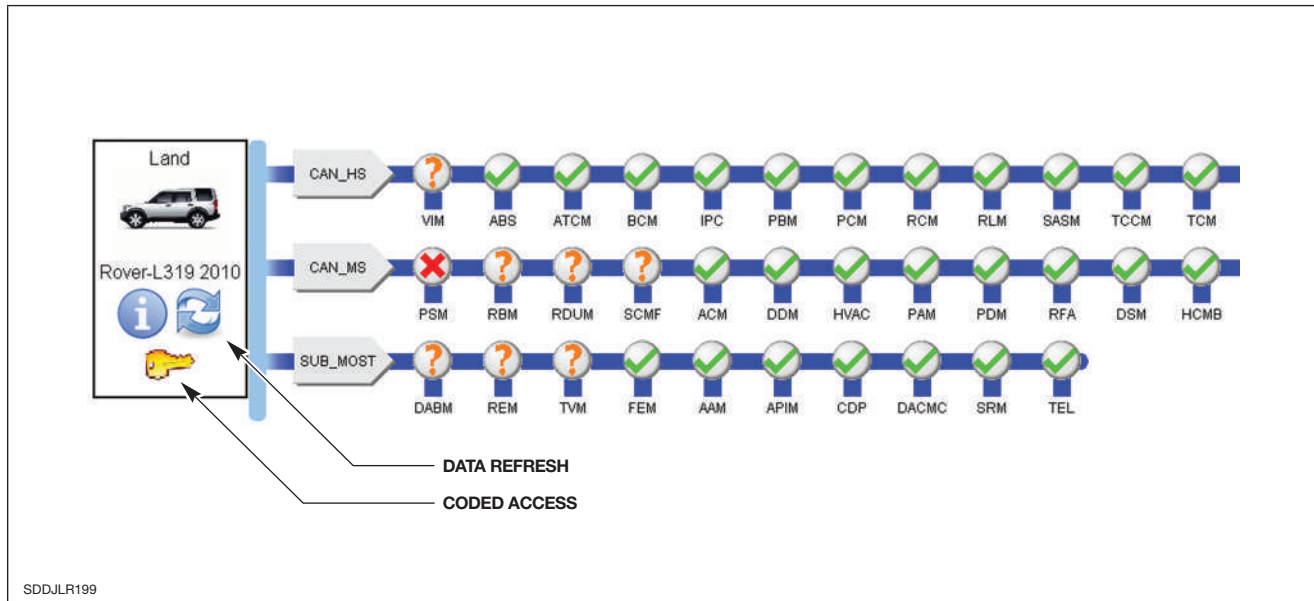 Land
Rover-L319 2010
CAN_HS
VIM ABS ATCM BCM IPC PBM PCM RCM RLM SASM TCCM TCM
CAN_MS
PSM RBM RDUM SCMF ACM DDM HVAC PAM PDM RFA DSM HCMB
SUB_MOST
DABM REM TVM FEM AAM APIM CDP DACMC SRM TEL
DATA REFRESH
CODED ACCESS
SDDJLR199